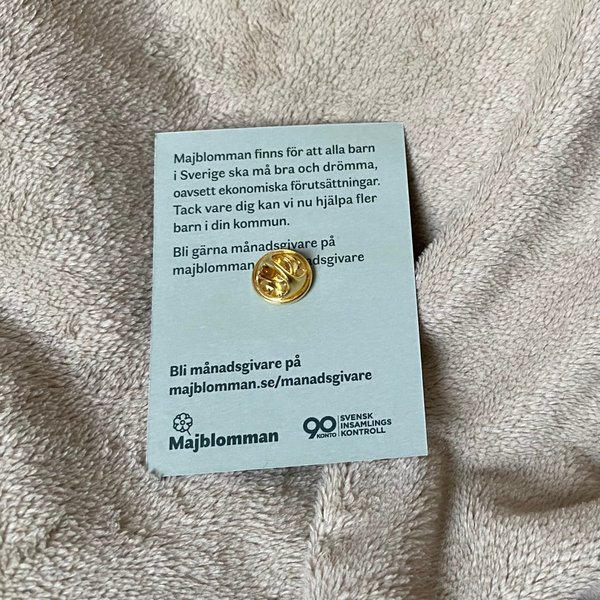 Majblomman finns för att alla barn
i Sverige ska må bra och drömma,
oavsett ekonomiska förutsättningar.
Tack vare dig kan vi nu hjälpa fler
barn i din kommun.
Bli gärna månadsgivare på
majblomman adsgivare
Bli månadsgivare på
majblomman.se/manadsgivare
Majblomman
90
KONTO
SVENSK
INSAMLINGS
KONTROLL